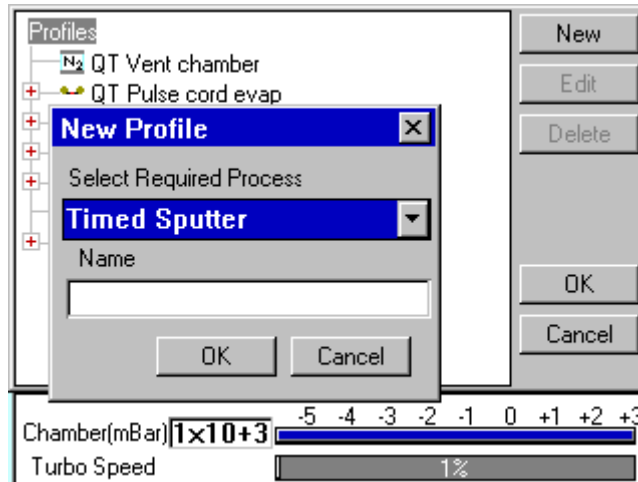 Profiles
New
N2 QT Vent chamber
QT Pulse cord evap
Edit
Delete
New Profile
Select Required Process
Timed Sputter
Name
OK
Cancel
OK
Cancel
-5 -4 -3 -2 -1 0 +1 +2 +3
Chamber(mBar) 1x10+3
Turbo Speed
1%